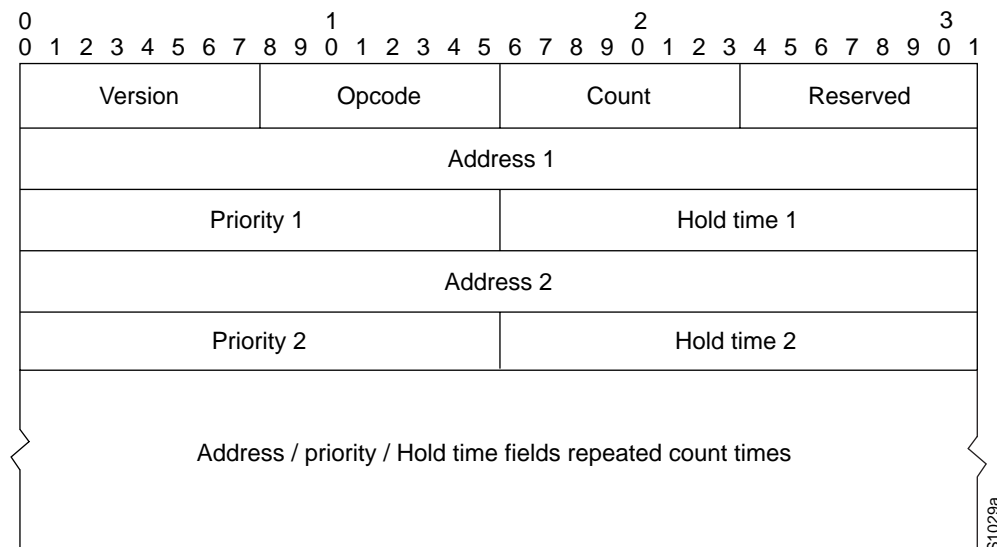 0 1 2 3
0 1 2 3 4 5 6 7 8 9 0 1 2 3 4 5 6 7 8 9 0 1 2 3 4 5 6 7 8 9 0 1
Version Opcode Count Reserved
Address 1
Priority 1 Hold time 1
Address 2
Priority 2 Hold time 2
Address / priority / Hold time fields repeated count times
S1029a